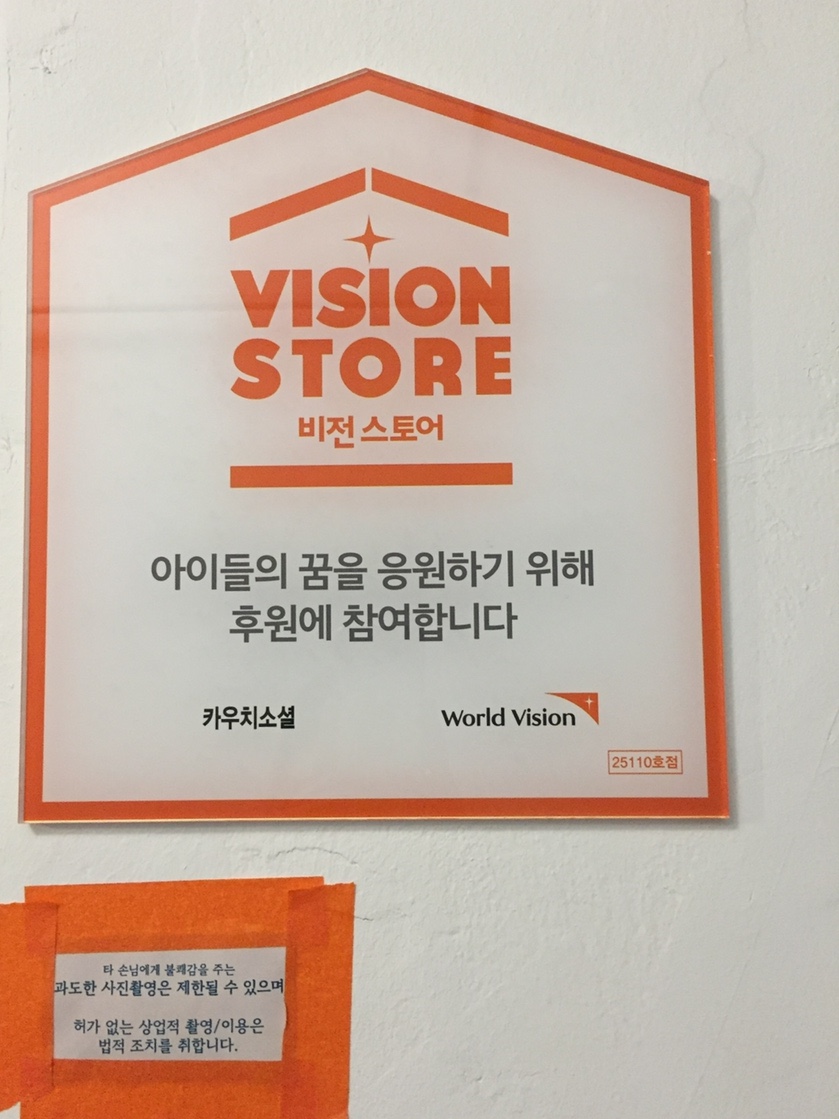 VISION
STORE
비전 스토어
아이들의 꿈을 응원하기 위해
후원에 참여합니다
카우치소셜
World Vision
25110호점
타 손님에게 불쾌감을 주는
과도한 사진촬영은 제한될 수 있으며
허가 없는 상업적 촬영/이용은
법적 조치를 취합니다.